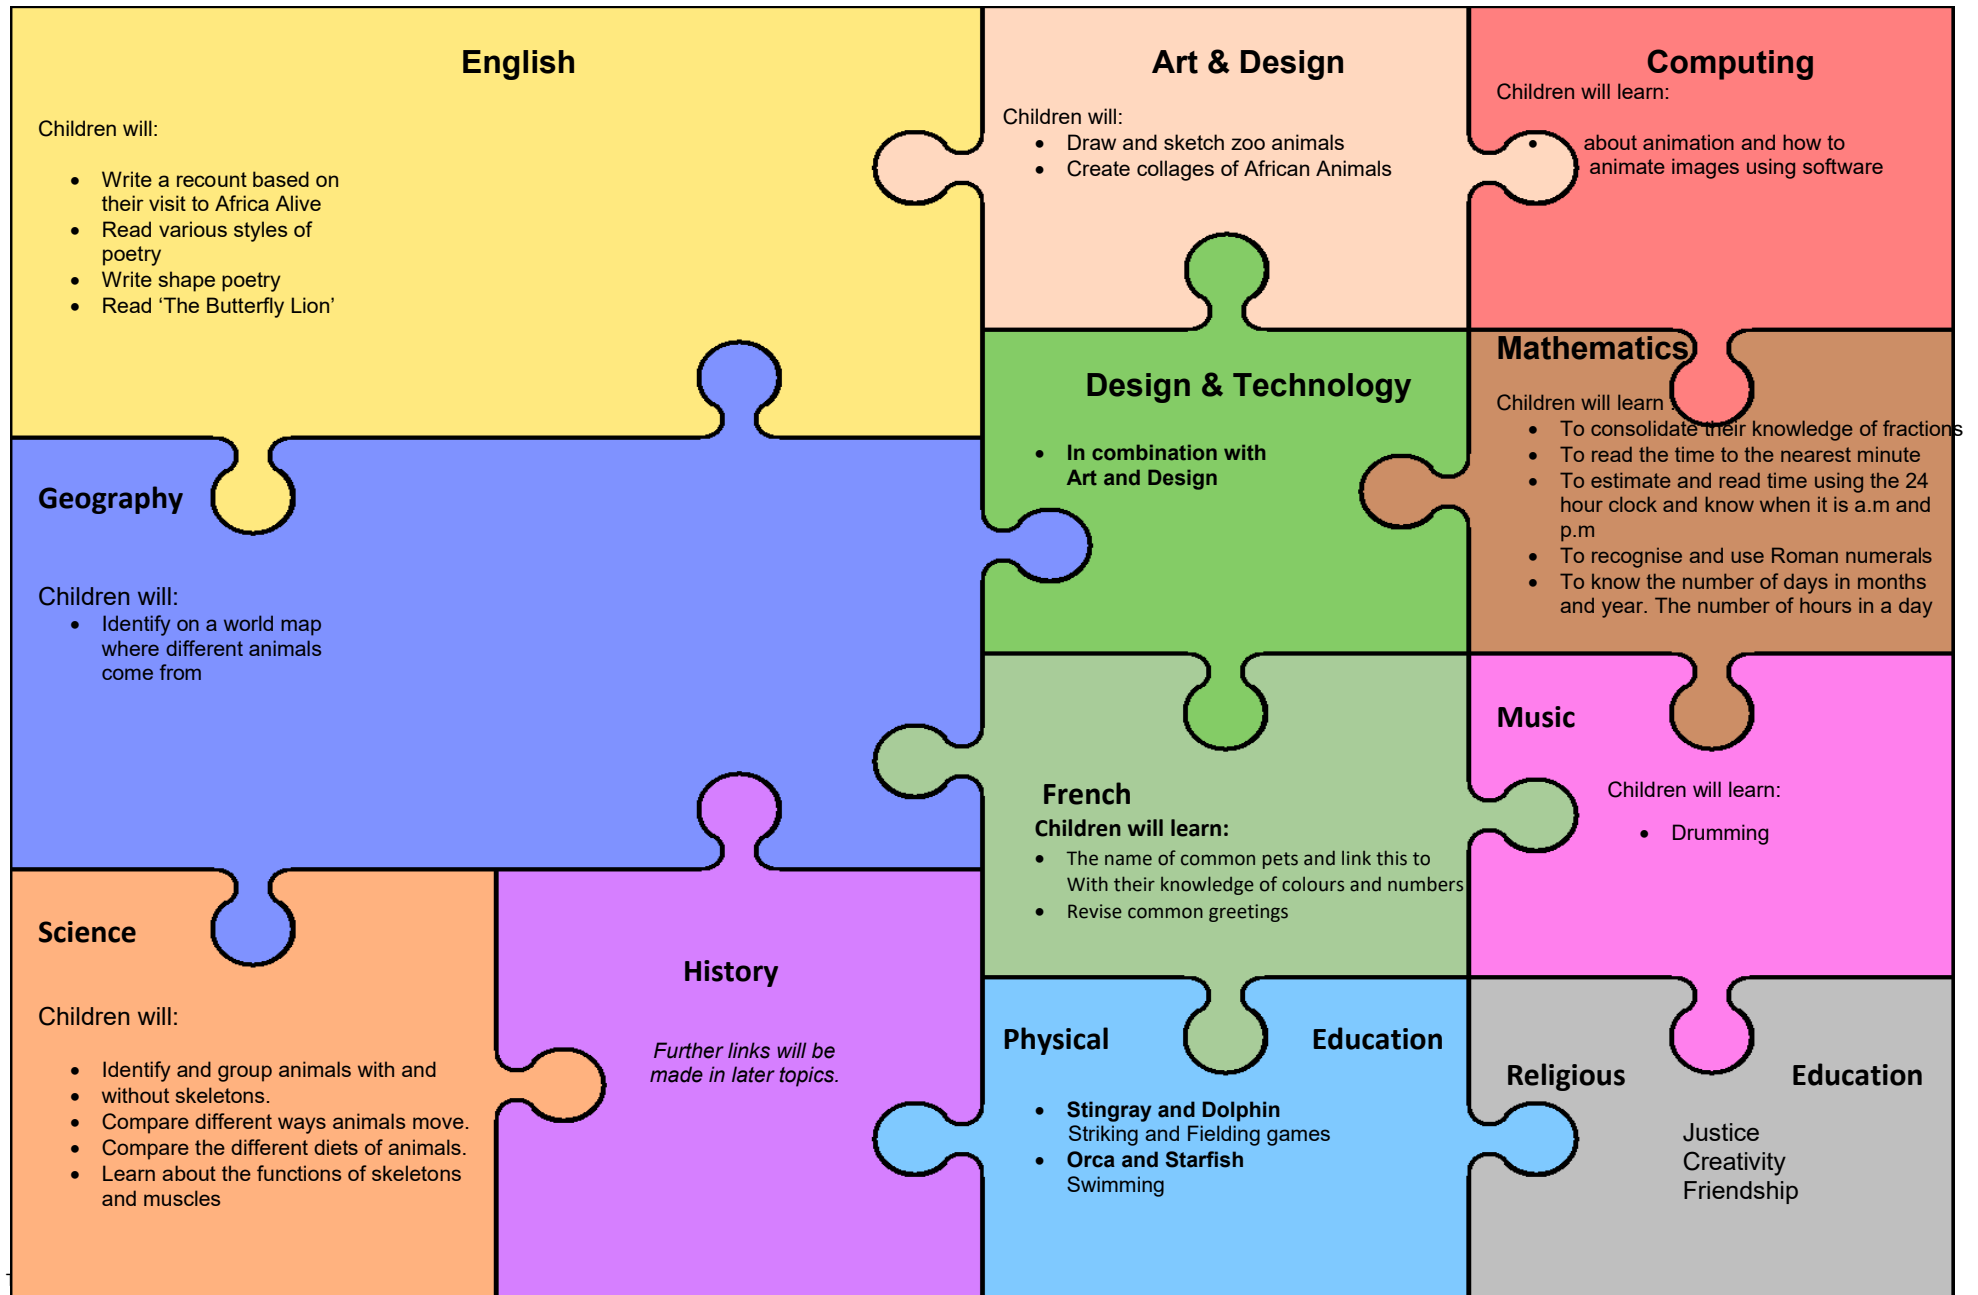 English
Children will:
• Write a recount based on
their visit to Africa Alive
• Read various styles of
poetry
• Write shape poetry
• Read ‘The Butterfly Lion’
Art & Design
Children will:
• Draw and sketch zoo animals
• Create collages of African Animals
Computing
Children will learn:
• about animation and how to
animate images using software
Design & Technology
• In combination with
Art and Design
Mathematics
Children will learn :
• To consolidate their knowledge of fractions
• To read the time to the nearest minute
• To estimate and read time using the 24
hour clock and know when it is a.m and
p.m
• To recognise and use Roman numerals
• To know the number of days in months
and year. The number of hours in a day
Geography
Children will:
• Identify on a world map
where different animals
come from
French
Children will learn:
• The name of common pets and link this to
With their knowledge of colours and numbers
• Revise common greetings
Music
Children will learn:
• Drumming
Science
Children will:
• Identify and group animals with and
• without skeletons.
• Compare different ways animals move.
• Compare the different diets of animals.
• Learn about the functions of skeletons
and muscles
History
Further links will be
made in later topics.
Physical Education
• Stingray and Dolphin
Striking and Fielding games
• Orca and Starfish
Swimming
Religious Education
Justice
Creativity
Friendship